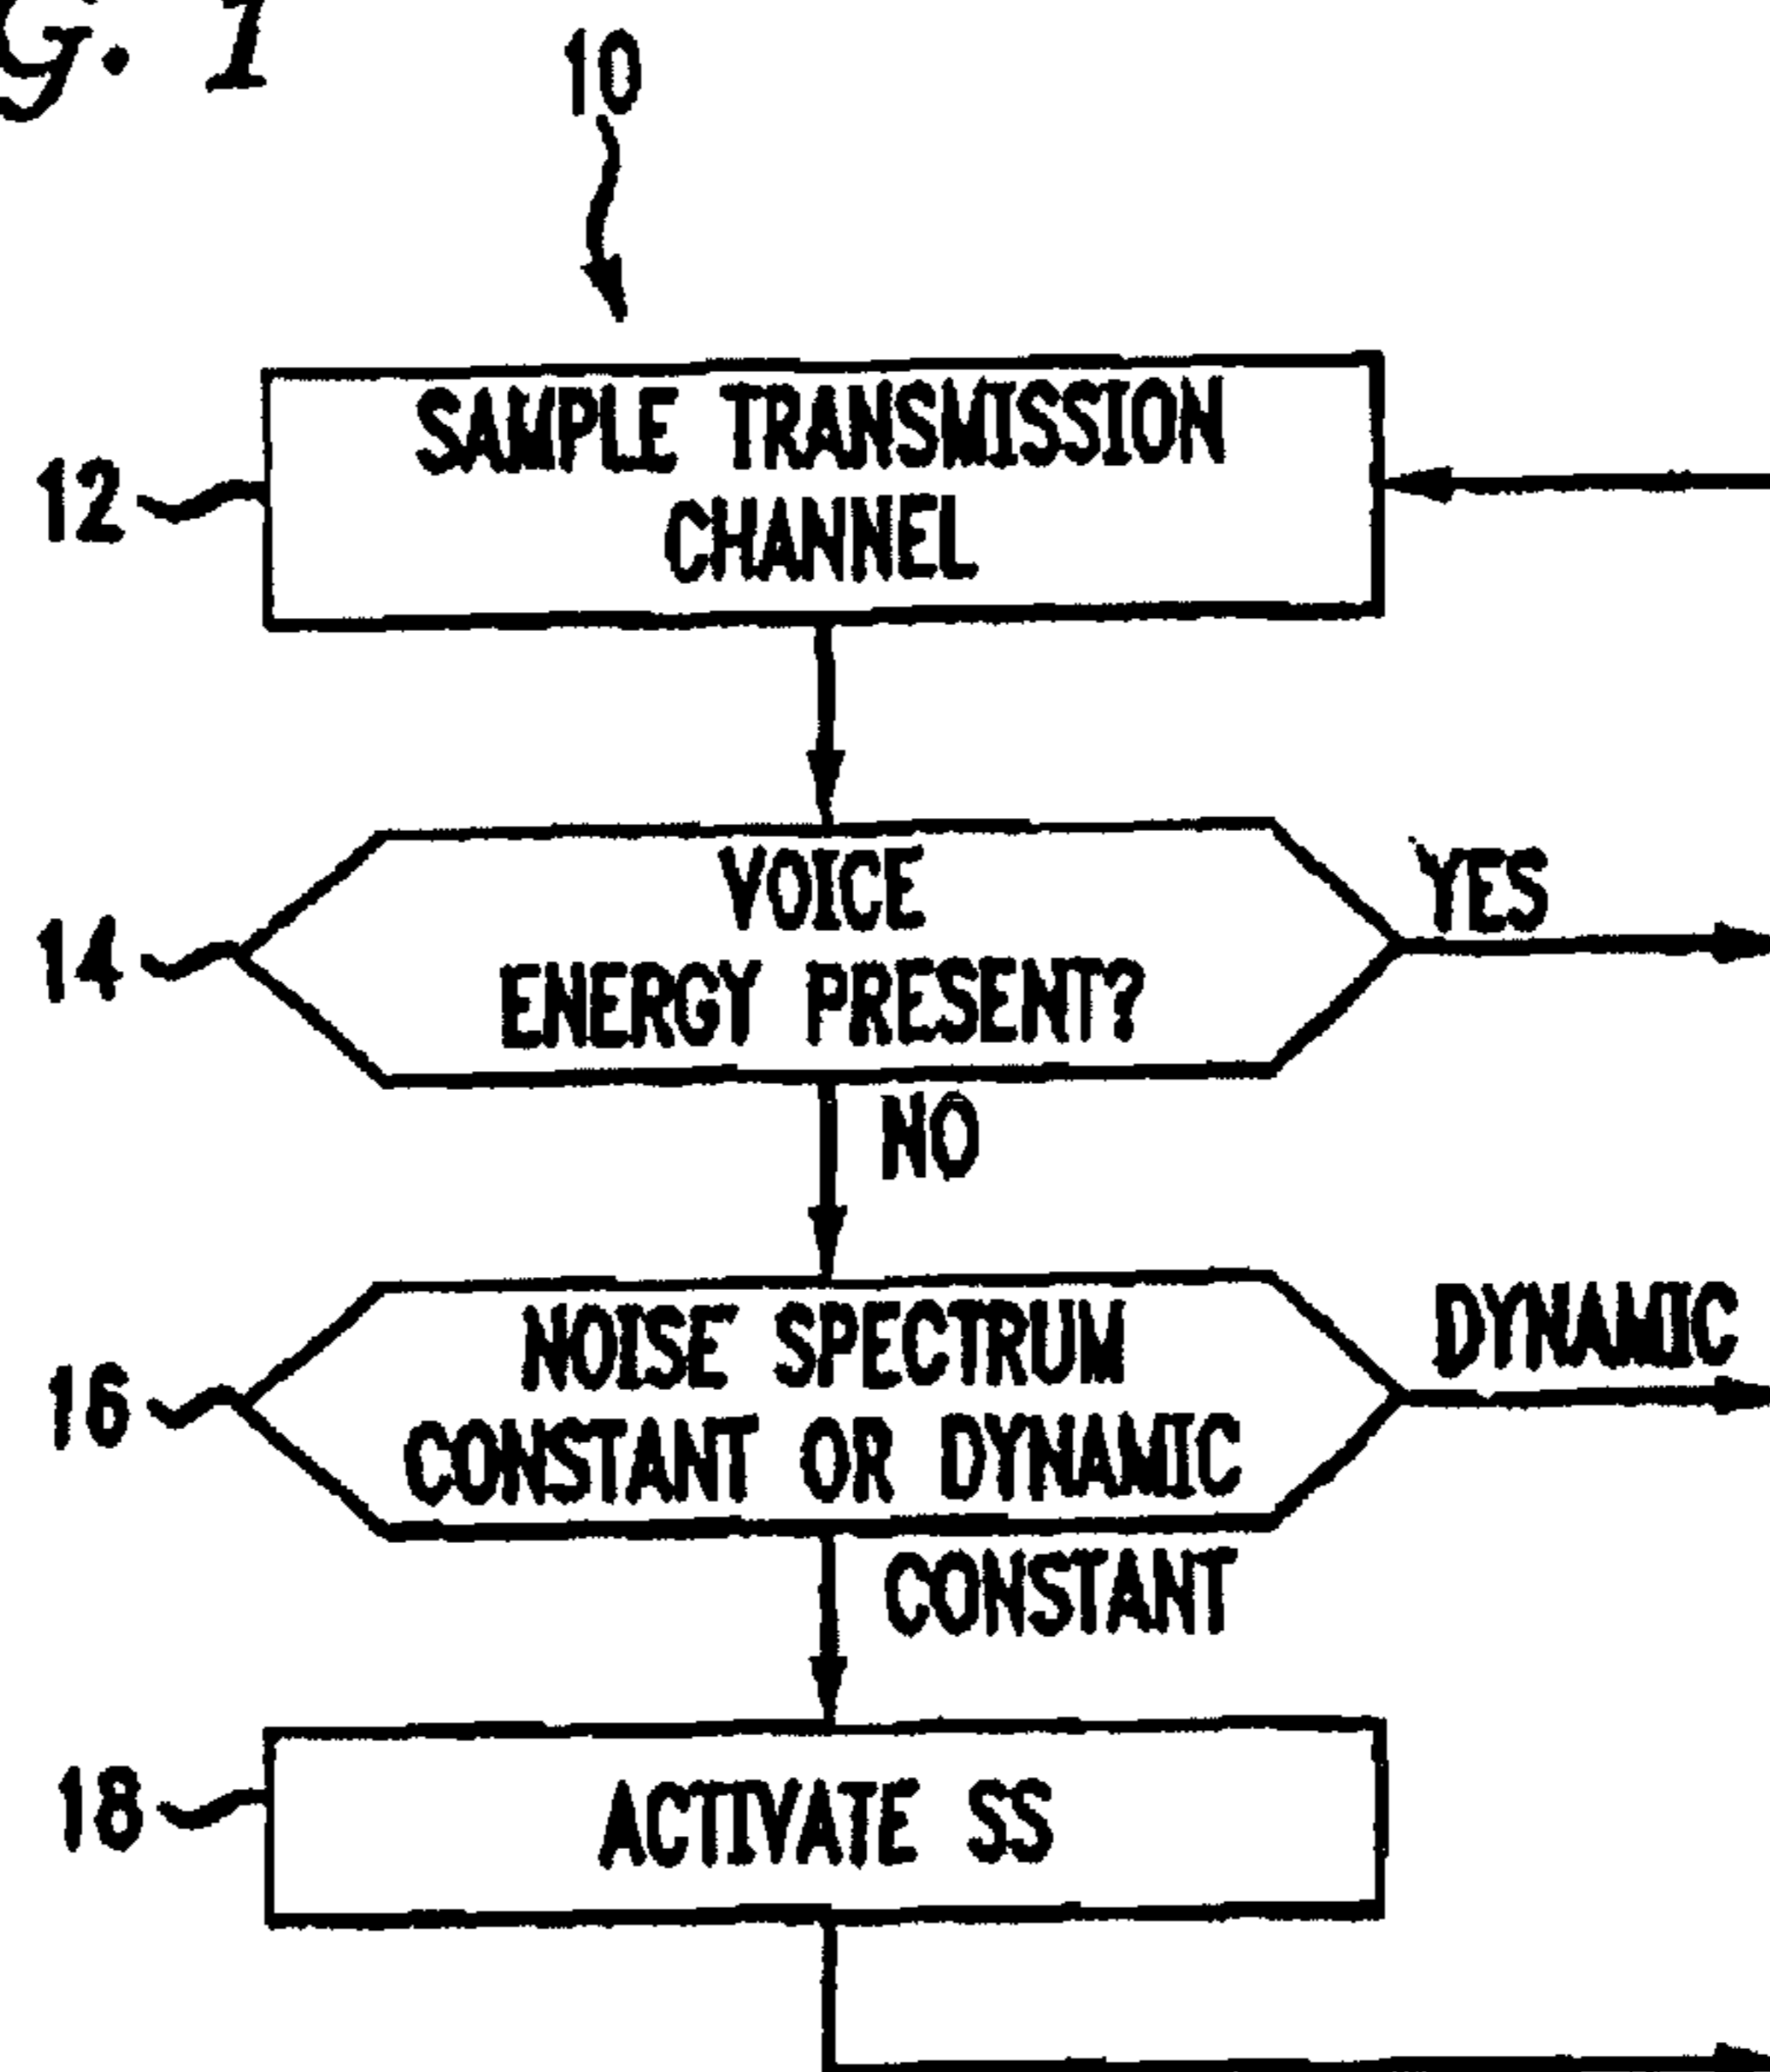 G. 1
10
SAMPLE TRANSMISSION
CHANNEL
12
VOICE
ENERGY PRESENT?
14
YES
NO
NOISE SPECTRUM
CONSTANT OR DYNAMIC
16
DYNAMIC
CONSTANT
ACTIVATE SS
18